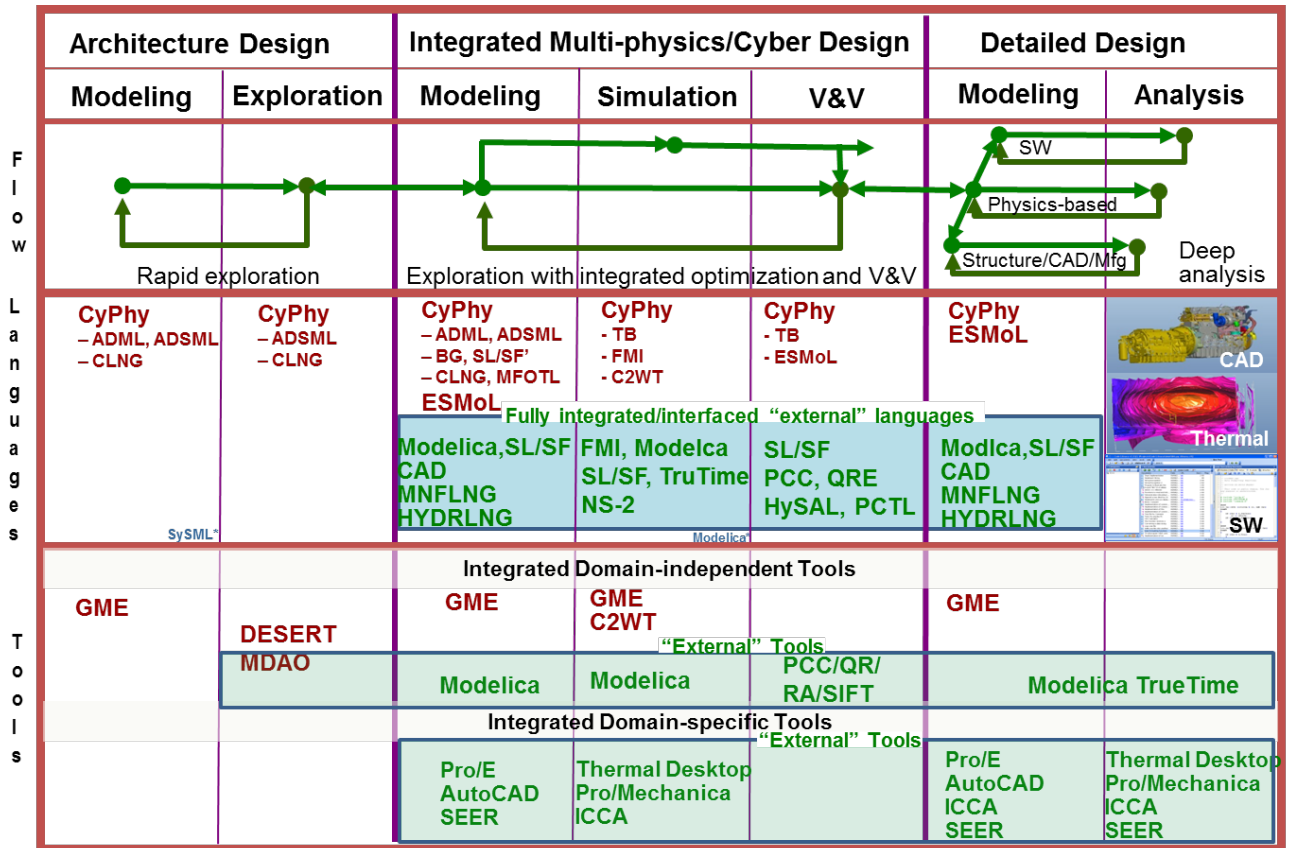 Architecture Design
Integrated Multi-physics/Cyber Design
Detailed Design
Modeling
Exploration
Modeling
Simulation
V&V
Modeling
Analysis
Flow
Rapid exploration
Exploration with integrated optimization and V&V
SW
Physics-based
Structure/CAD/Mfg
Deep
analysis
Languages
CyPhy
– ADML, ADSML
– CLNG
SySML*
CyPhy
– ADSML
– CLNG
CyPhy
– ADML, ADSML
– BG, SL/SF’
– CLNG, MFOTL
ESMoL
CyPhy
- TB
- FMI
- C2WT
CyPhy
- TB
- ESMoL
CyPhy
ESMoL
Fully integrated/interfaced “external” languages
Modelica,SL/SF
CAD
MNFLNG
HYDRLNG
FMI, Modelca
SL/SF, TruTime
NS-2
Modelica*
SL/SF
PCC, QRE
HySAL, PCTL
Modlca,SL/SF
CAD
MNFLNG
HYDRLNG
CAD
Thermal
SW
Tools
Integrated Domain-independent Tools
GME
DESERT
MDAO
GME
GME
C2WT
GME
“External” Tools
Modelica
Modelica
PCC/QR/
RA/SIFT
Modelica TrueTime
Integrated Domain-specific Tools
“External” Tools
Pro/E
AutoCAD
SEER
Thermal Desktop
Pro/Mechanica
ICCA
Pro/E
AutoCAD
ICCA
SEER
Thermal Desktop
Pro/Mechanica
ICCA
SEER